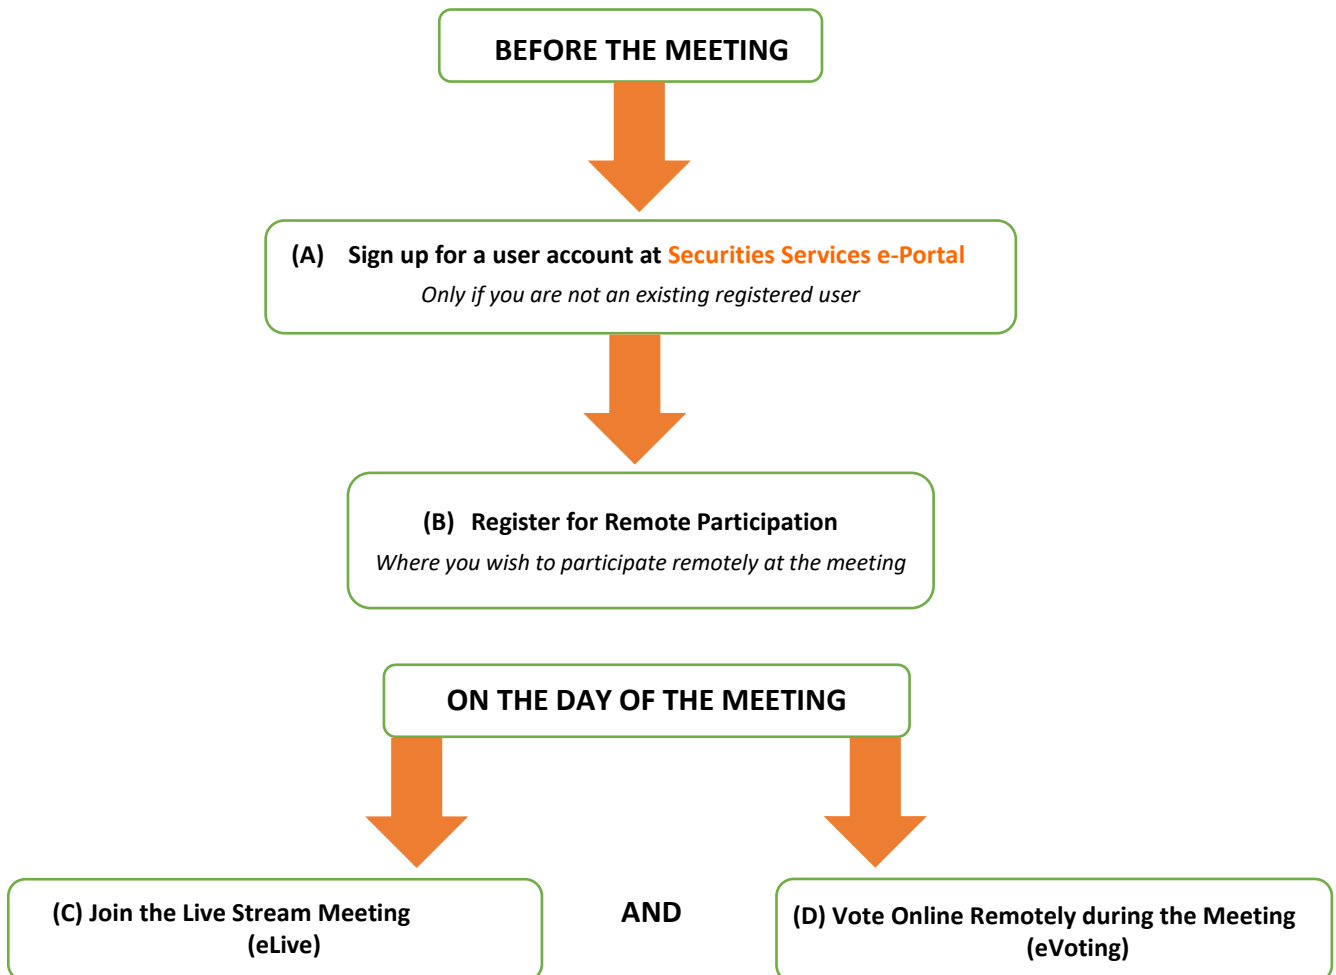 BEFORE THE MEETING
(A) Sign up for a user account at Securities Services e-Portal
Only if you are not an existing registered user
(B) Register for Remote Participation
Where you wish to participate remotely at the meeting
ON THE DAY OF THE MEETING
(C) Join the Live Stream Meeting
(eLive)
AND
(D) Vote Online Remotely during the Meeting
(eVoting)